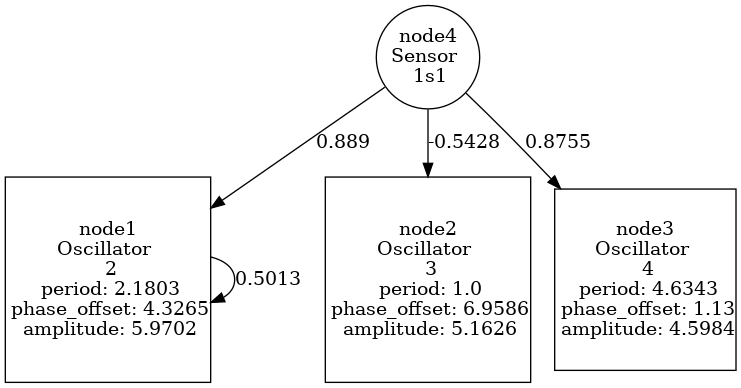 node4
Sensor
1s1
0.889
-0.5428
0.8755
node1
Oscillator
2
period: 2.1803
phase_offset: 4.3265
amplitude: 5.9702
0.5013
node2
Oscillator
3
period: 1.0
phase_offset: 6.9586
amplitude: 5.1626
node3
Oscillator
4
period: 4.6343
phase_offset: 1.13
amplitude: 4.5984